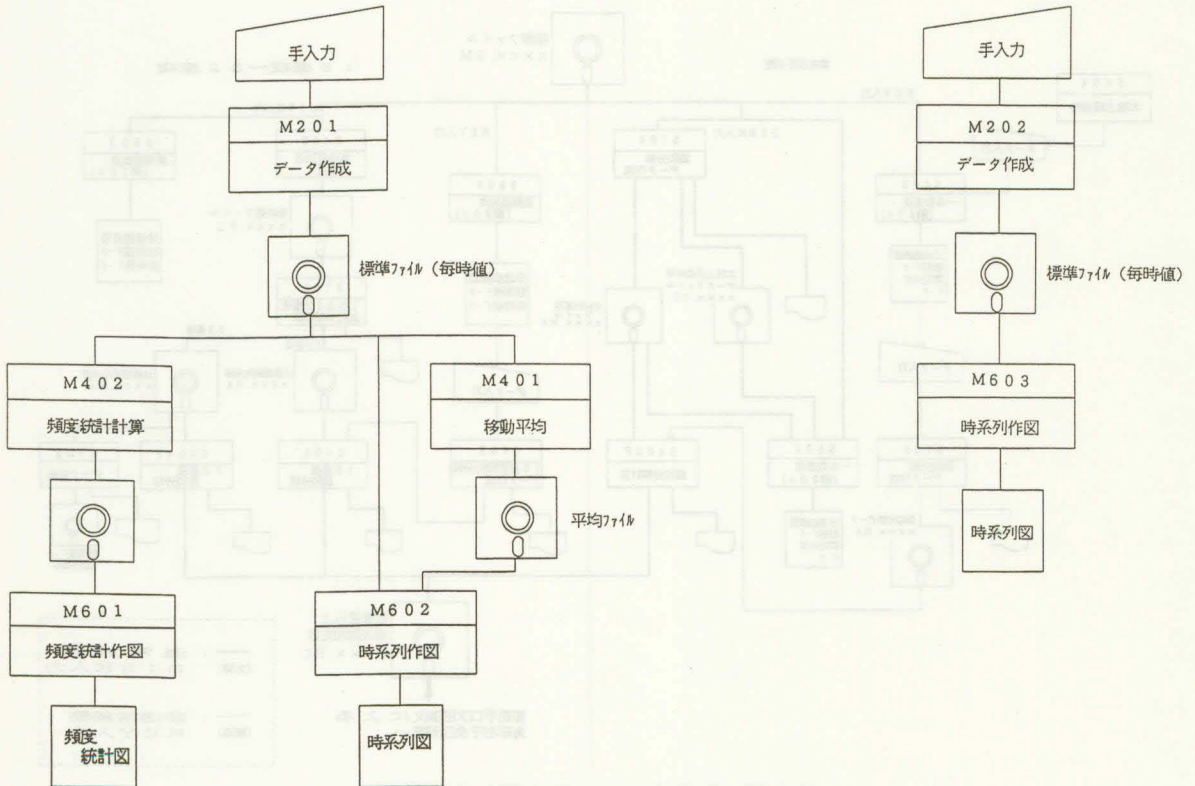 手入力
M201
データ作成
標準ファイル（毎時値）
M402
頻度統計計算
M401
移動平均
平均ファイル
M601
頻度統計作図
M602
時系列作図
頻度
統計図
時系列図
手入力
M202
データ作成
標準ファイル（毎時値）
M603
時系列作図
時系列図